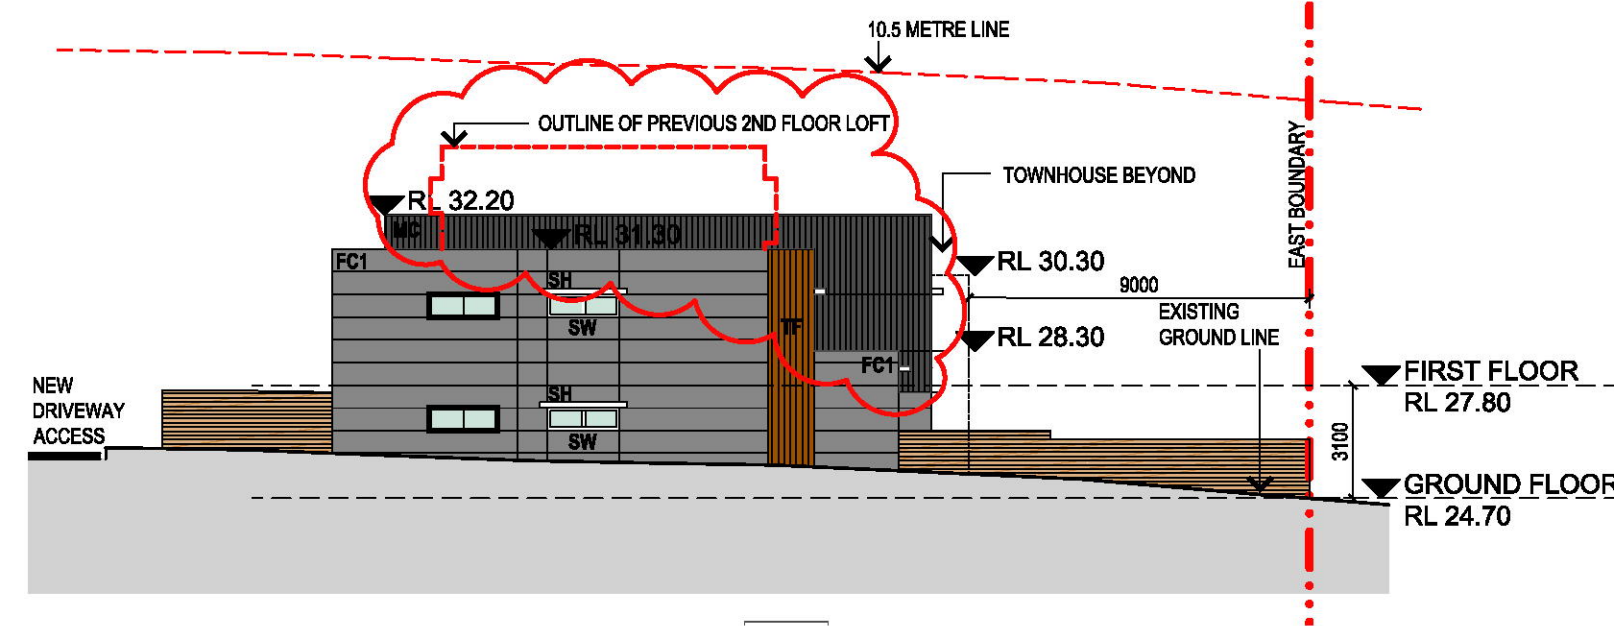 10.5 METRE LINE
OUTLINE OF PREVIOUS 2ND FLOOR LOFT
EAST BOUNDARY
TOWNHOUSE BEYOND
RL 32.20
MC
RL 31.30
FC1
RL 30.30
SH
9000
SW
EXISTING
GROUND LINE
TF
RL 28.30
FC1
FIRST FLOOR
RL 27.80
NEW
DRIVEWAY
ACCESS
SH
SW
3100
GROUND FLOOR
RL 24.70